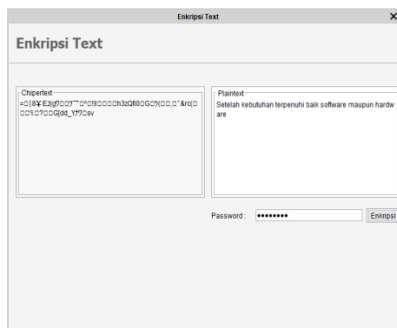 Enkripsi Text
Enkripsi Text
Chipertext
Plaintext
Setelah kebutuhan terpenuhi baik software maupun hardw
are
Password :
Enkripsi